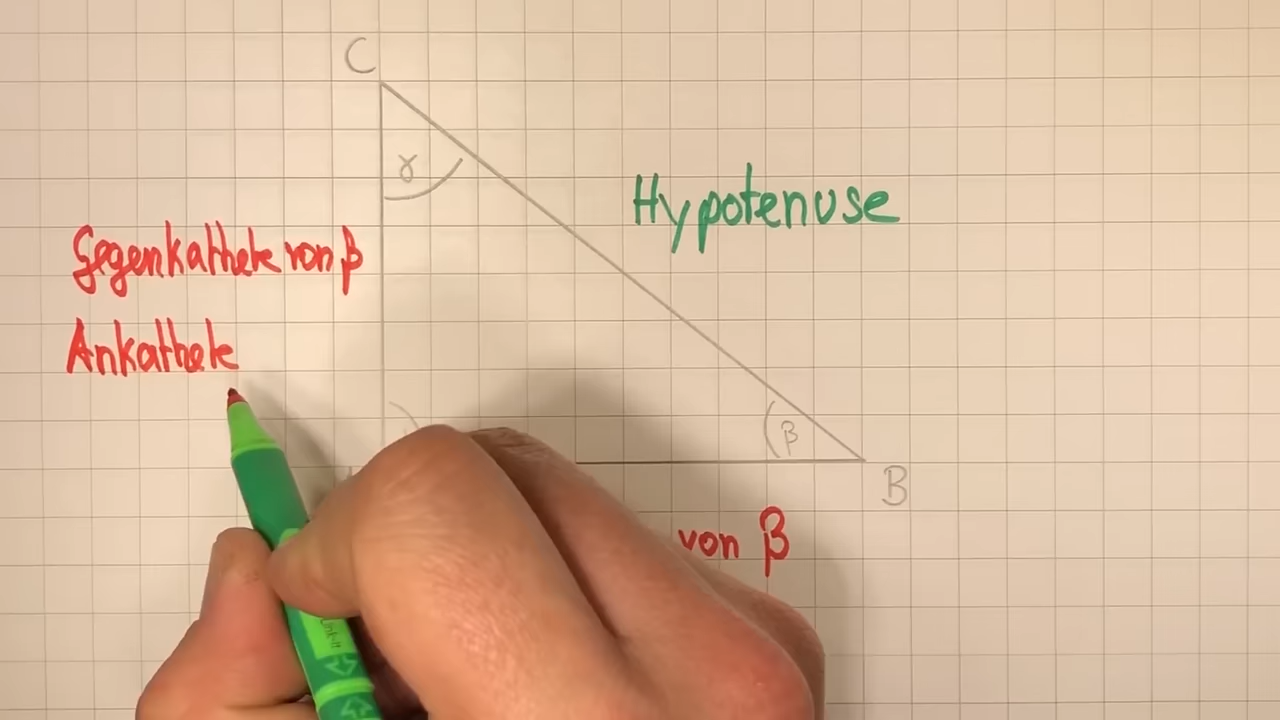 C
γ
Hypotenuse
Gegenkathete von β
Ankathete
β
B
von β